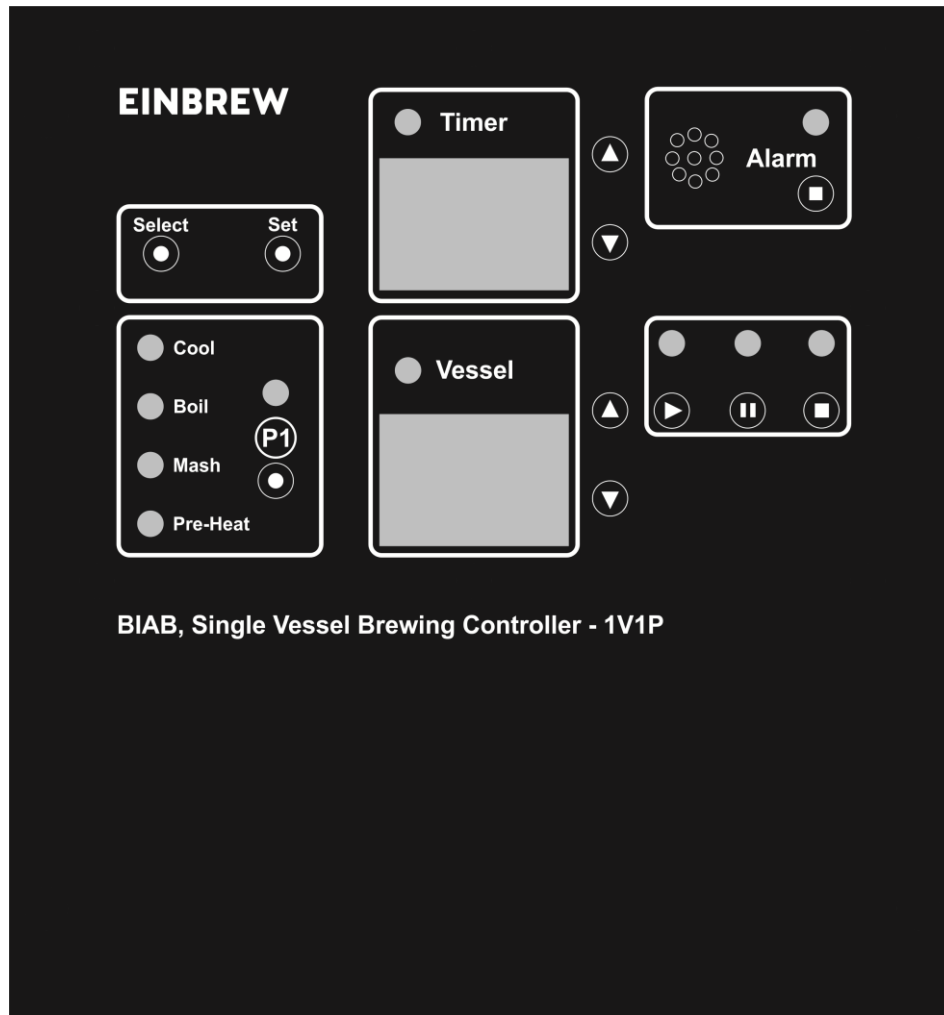 EINBREW
Timer
Alarm
Select
Set
Cool
Boil
P1
Mash
Pre-Heat
Vessel
BIAB, Single Vessel Brewing Controller - 1V1P